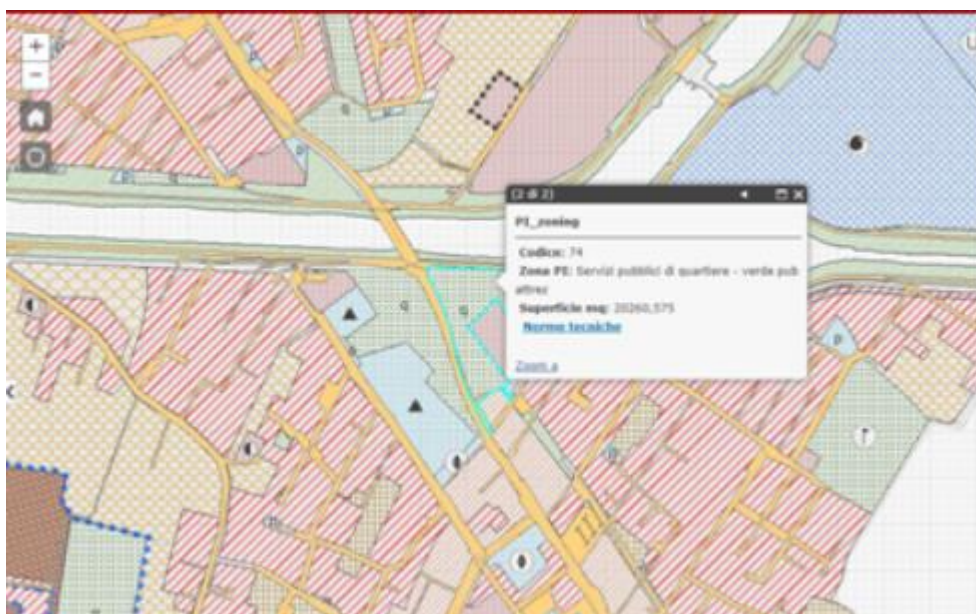 (2 di 2)
PI_zoning
Codice: 74
Zona PI: Servizi pubblici di quartiere - verde pub
attrez
Superficie mq: 20260,575
Norme tecniche
Zoom a
q
q
q
P
P